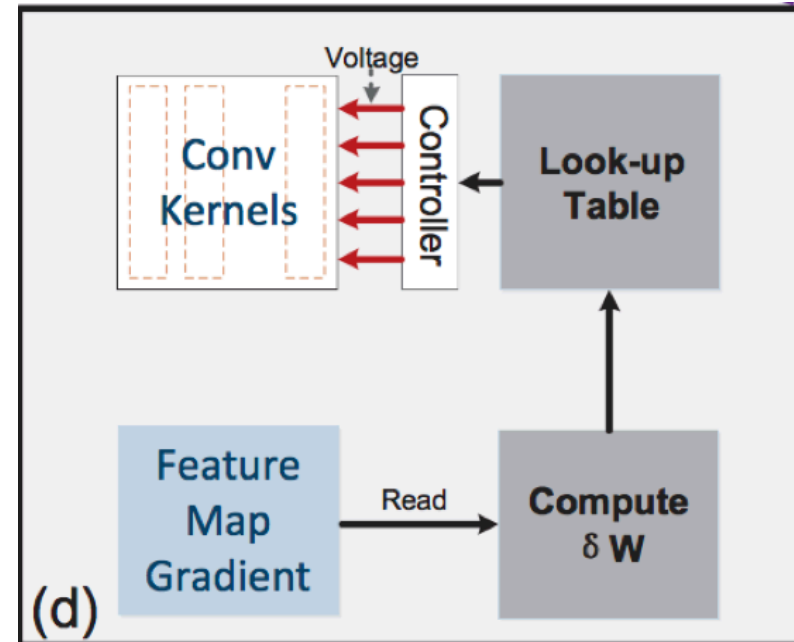 Voltage
Conv
Kernels
Controller
Look-up
Table
Feature
Map
Gradient
Read
Compute
δ W
(d)